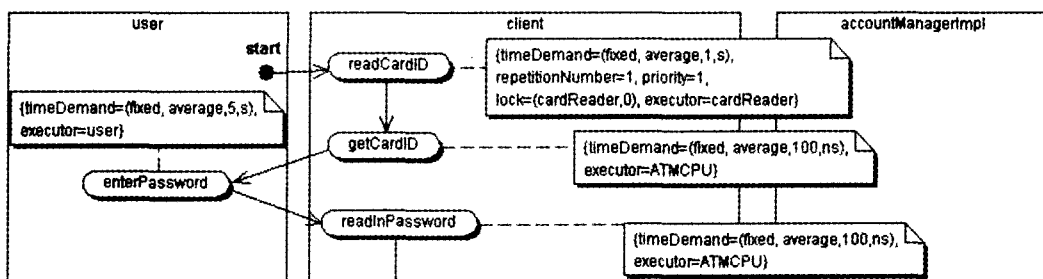 user
client
accountManagerImpl
start
readCardID
{timeDemand=(fixed, average,1,s),
repetitionNumber=1, priority=1,
lock=(cardReader,0), executor=cardReader}
{timeDemand=(fixed, average,5,s),
executor=user}
getCardID
{timeDemand=(fixed, average,100,ns),
executor=ATMCPU}
enterPassword
readInPassword
{timeDemand=(fixed, average,100,ns),
executor=ATMCPU}